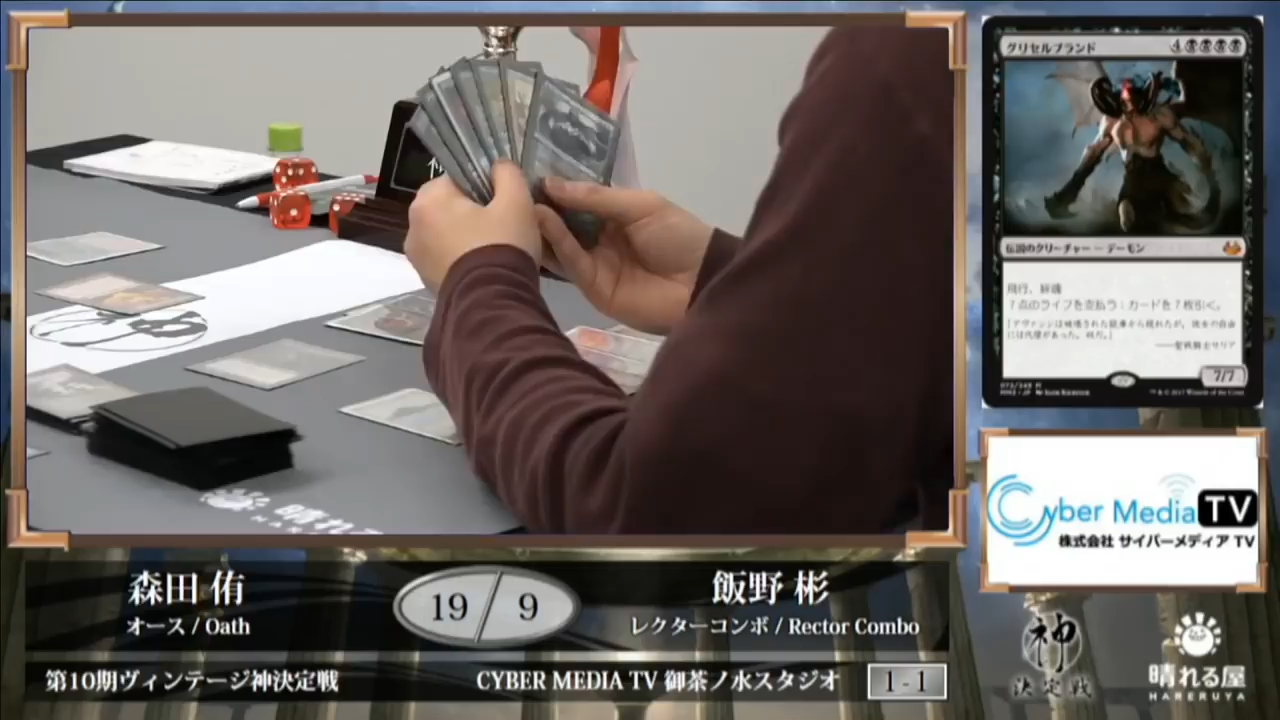 グリセルブランド 4
伝説のクリーチャー ― デーモン
飛行、絆魂
7点のライフを支払う：カードを7枚引く。
7/7
神
晴れる
Cyber Media TV
株式会社 サイバーメディア TV
森田 侑
オース / Oath
19 / 9
飯野 彬
レクターコンボ / Rector Combo
第10期ヴィンテージ神決定戦
CYBER MEDIA TV 御茶ノ水スタジオ
1 - 1
神
決定戦
晴れる屋
HARERUYA